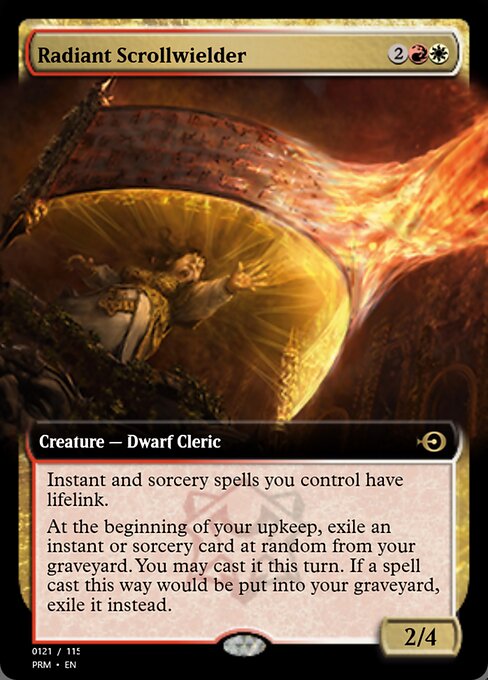 Radiant Scrollwielder 2
Creature — Dwarf Cleric
Instant and sorcery spells you control have
lifelink.
At the beginning of your upkeep, exile an
instant or sorcery card at random from your
graveyard. You may cast it this turn. If a spell
cast this way would be put into your graveyard,
exile it instead.
2/4
0121 / 115
PRM • EN